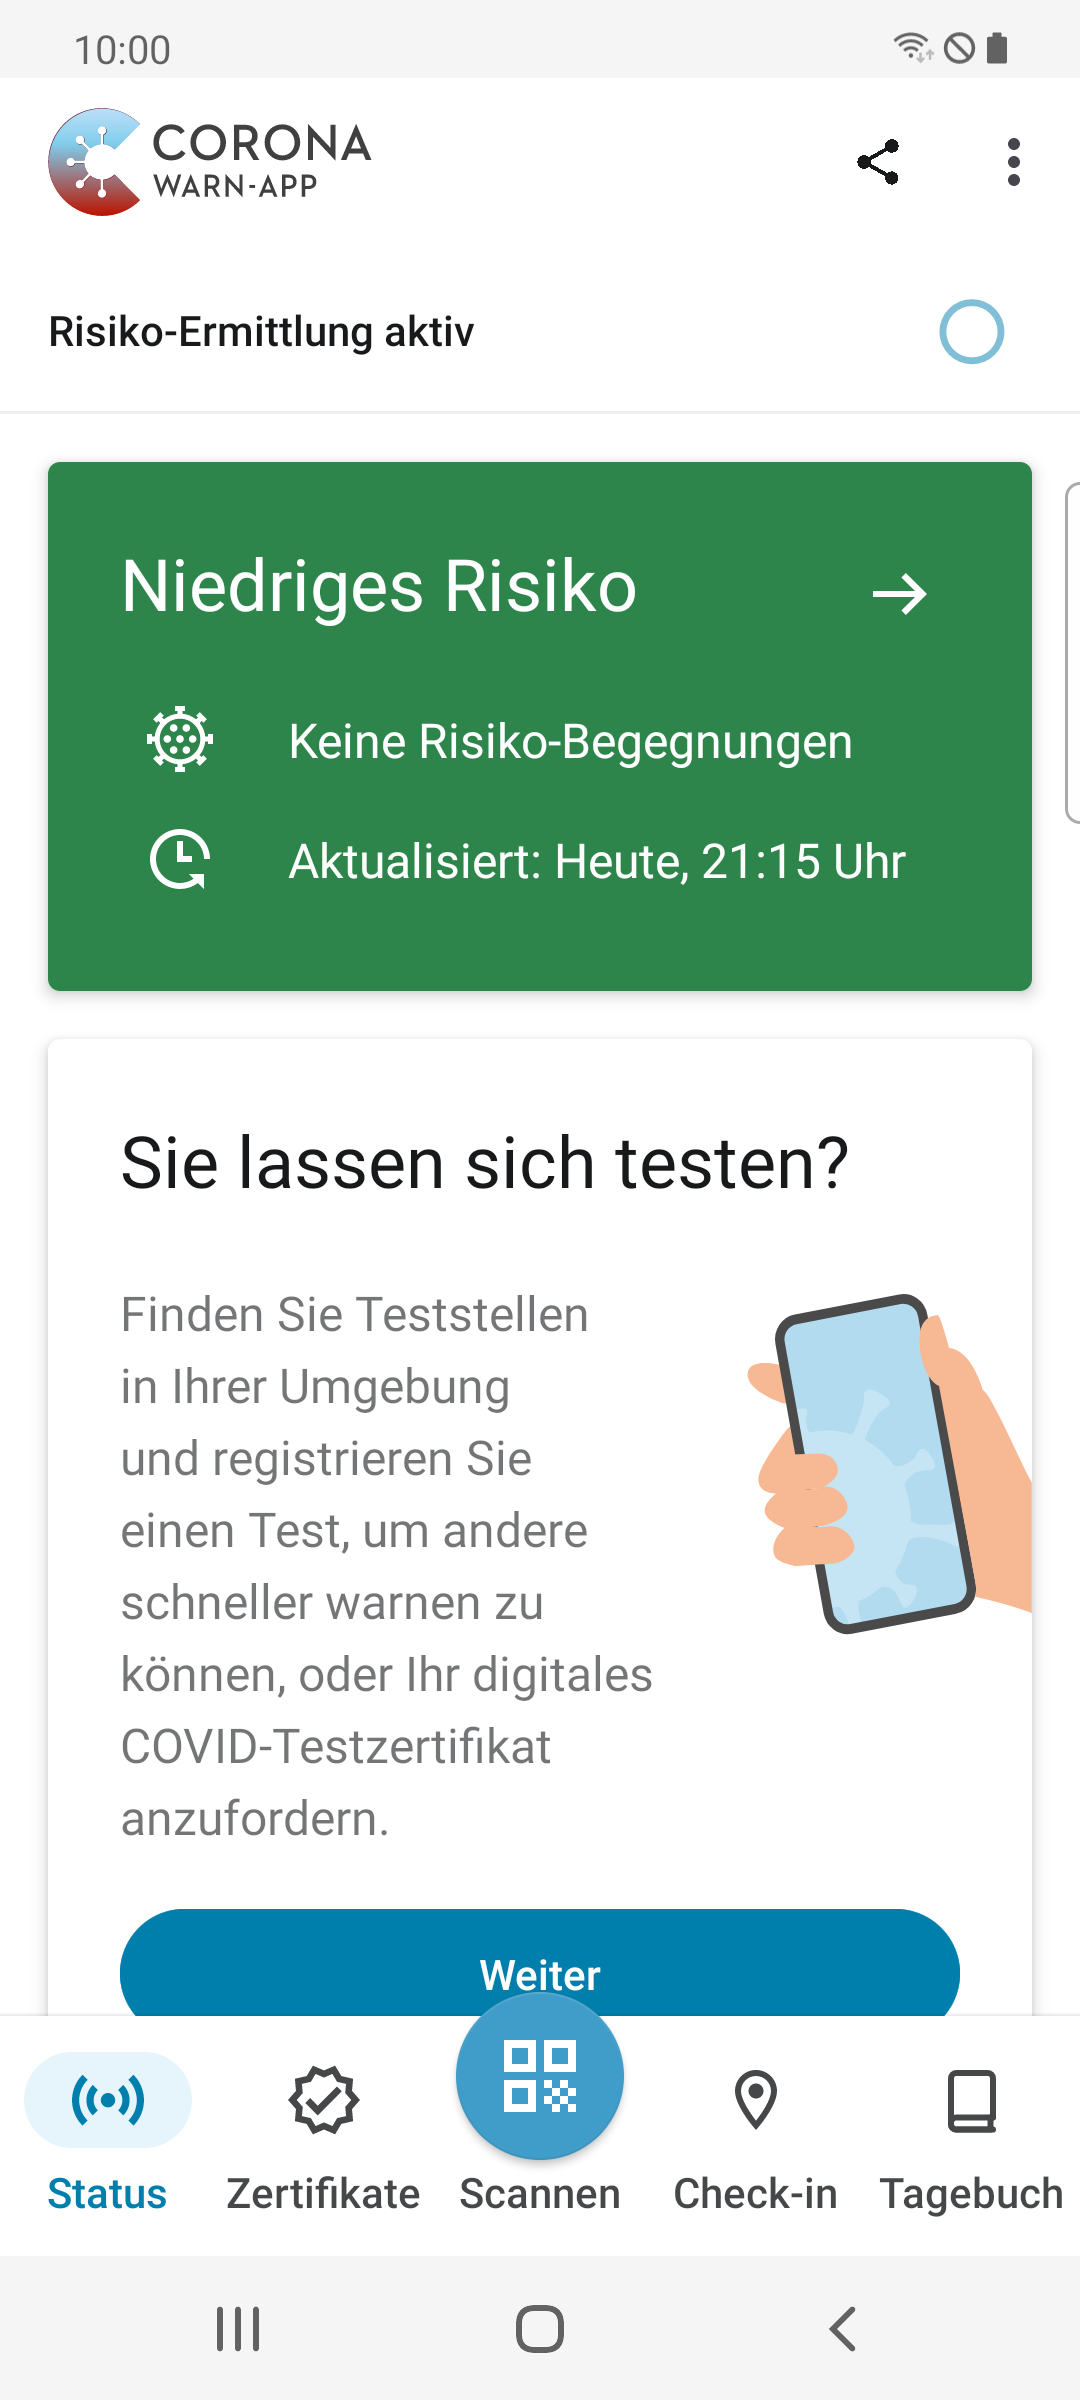 10:00
CORONA
WARN-APP
Risiko-Ermittlung aktiv
Niedriges Risiko
Keine Risiko-Begegnungen
Aktualisiert: Heute, 21:15 Uhr
Sie lassen sich testen?
Finden Sie Teststellen
in Ihrer Umgebung
und registrieren Sie
einen Test, um andere
schneller warnen zu
können, oder Ihr digitales
COVID-Testzertifikat
anzufordern.
Weiter
Status
Zertifikate
Scannen
Check-in
Tagebuch